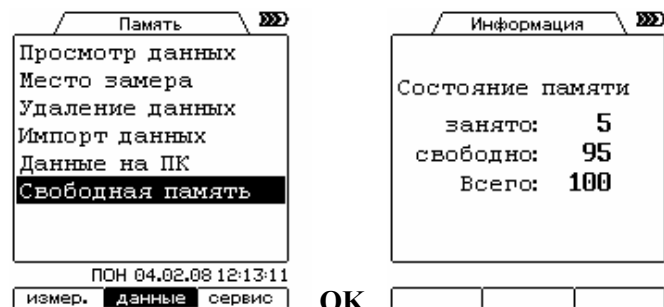 Память
Просмотр данных
Место замера
Удаление данных
Импорт данных
Данные на ПК
Свободная память
ПОН 04.02.08 12:13:11
измер. данные сервис
OK
Информация
Состояние памяти
занято: 5
свободно: 95
Всего: 100